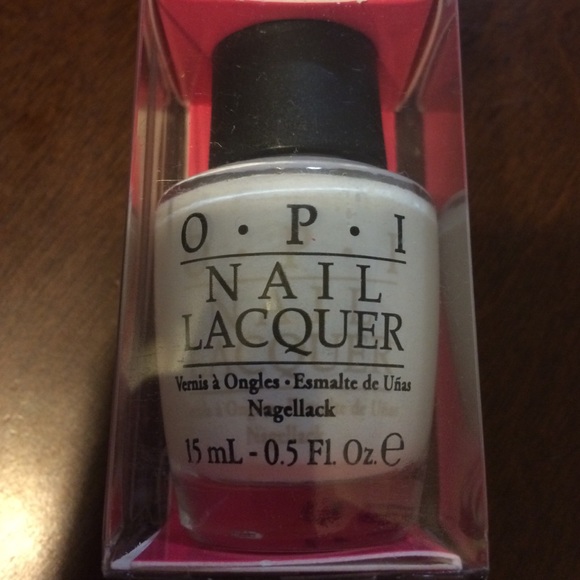 O · P · I
NAIL
LACQUER
Vernis à Ongles • Esmalte de Uñas
Nagellack
15 mL - 0.5 Fl. Oz. ℮